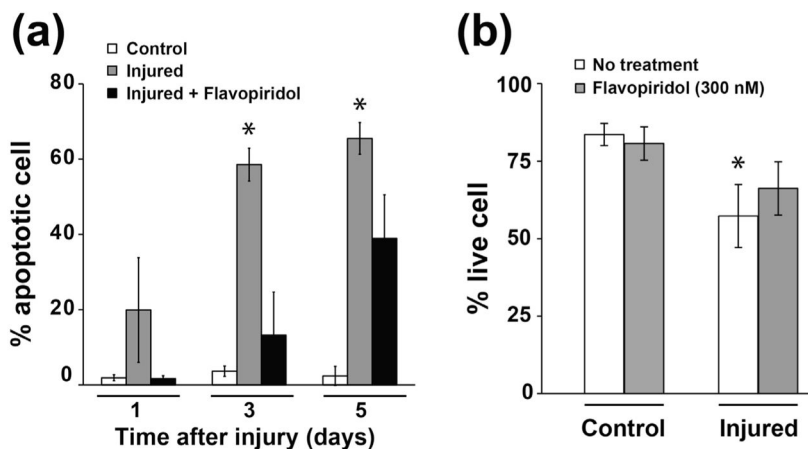 (a)
Control
Injured
Injured + Flavopiridol
80
60
40
20
0
% apoptotic cell
*
*
1 3 5
Time after injury (days)
(b)
No treatment
Flavopiridol (300 nM)
100
75
50
25
0
% live cell
*
Control Injured